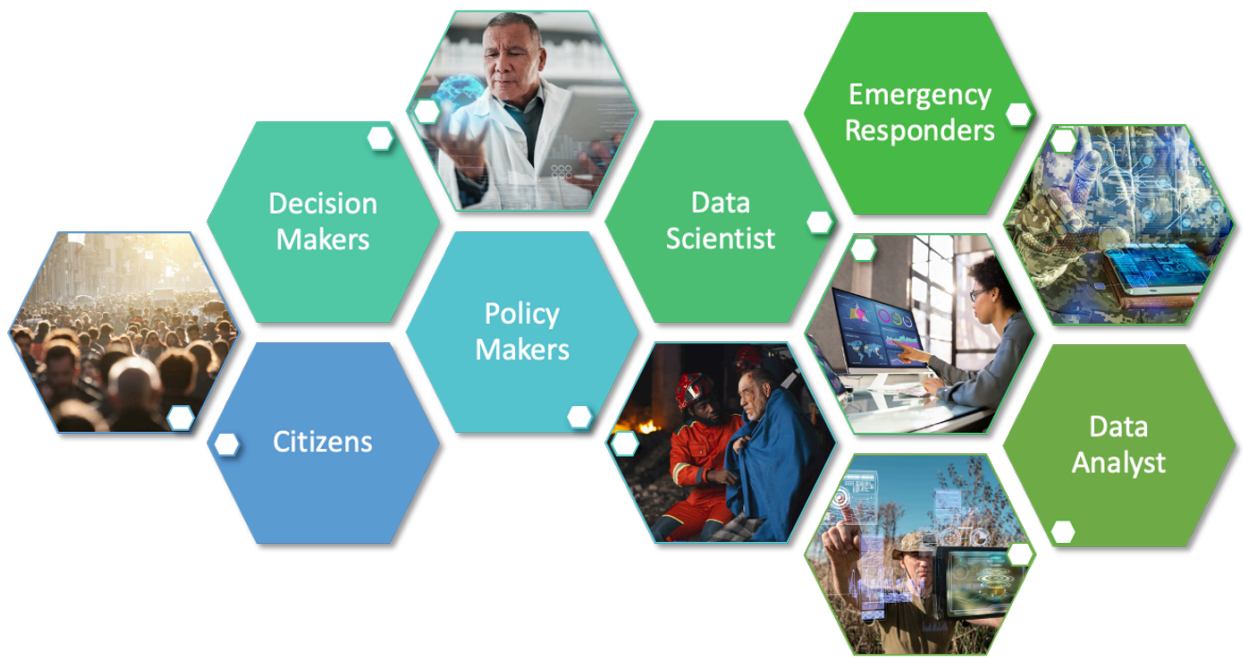 Emergency
Responders
Decision
Makers
Data
Scientist
Policy
Makers
Data
Analyst
Citizens